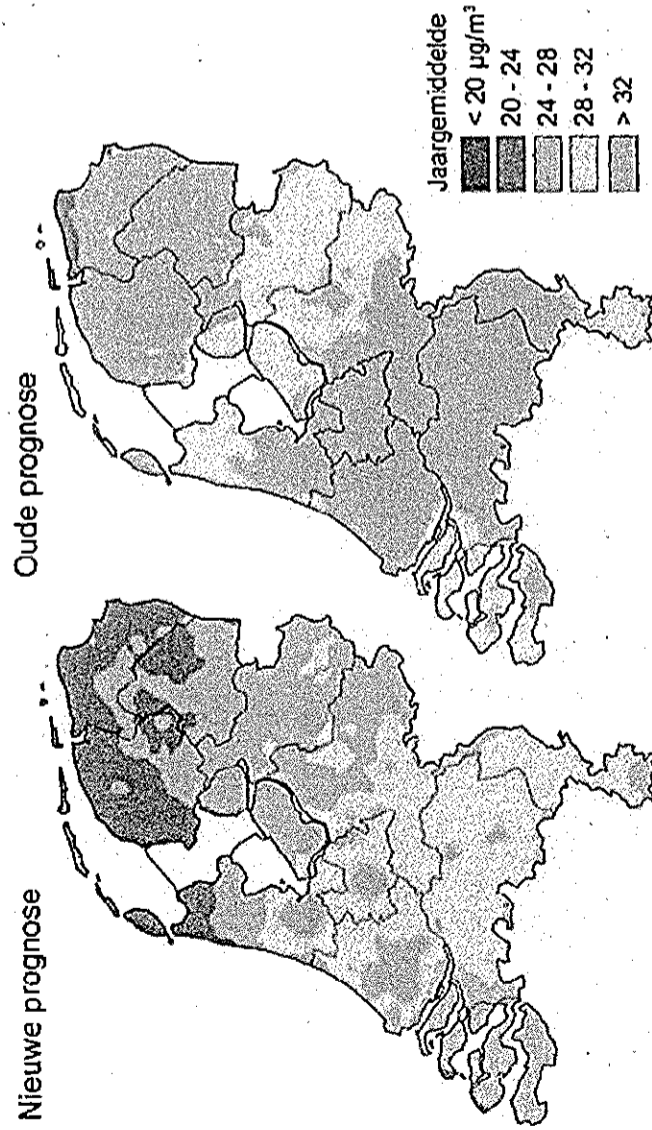 Nieuwe prognose
Oude prognose
Jaargemiddelde
< 20 µg/m³
20 - 24
24 - 28
28 - 32
> 32